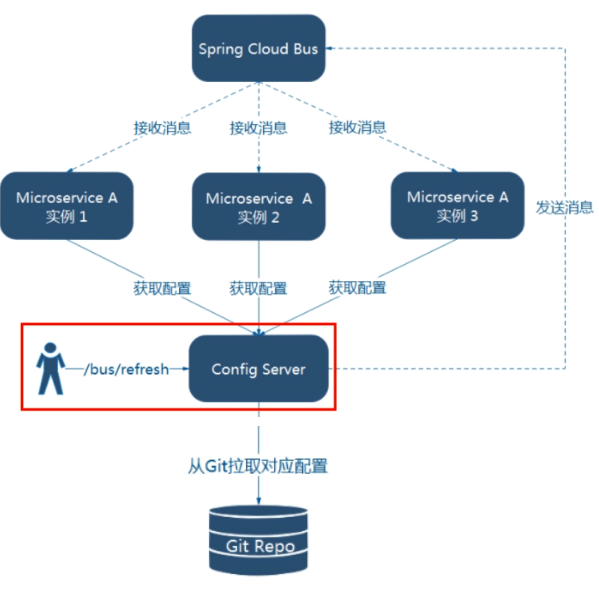 Spring Cloud Bus
接收消息
接收消息
接收消息
Microservice A
实例 1
Microservice A
实例 2
Microservice A
实例 3
发送消息
获取配置
获取配置
获取配置
/bus/refresh
Config Server
从Git拉取对应配置
Git Repo